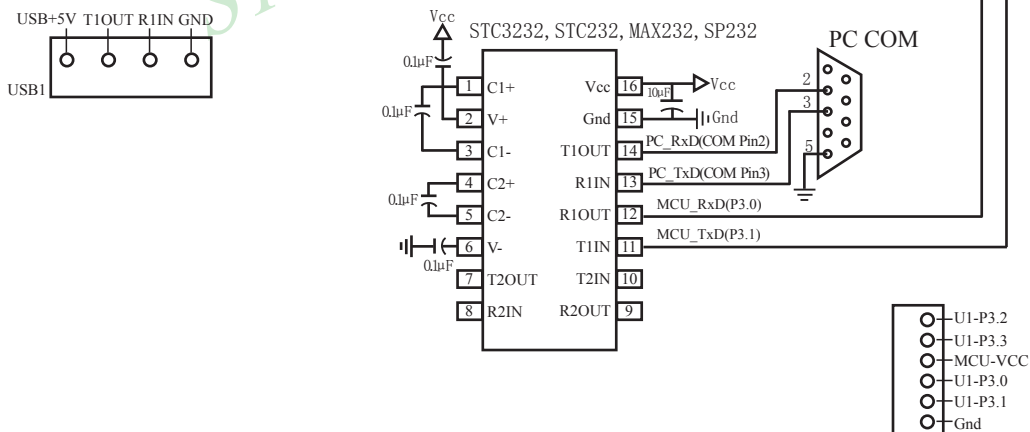 USB+5V T1OUT R1IN GND
USB1
Vcc
STC3232, STC232, MAX232, SP232
0.1μF
0.1μF
0.1μF
0.1μF
1 C1+
2 V+
3 C1-
4 C2+
5 C2-
6 V-
7 T2OUT
8 R2IN
Vcc 16
Gnd 15
T1OUT 14
R1IN 13
R1OUT 12
T1IN 11
T2IN 10
R2OUT 9
10μF
Vcc
Gnd
PC_RxD(COM Pin2)
PC_TxD(COM Pin3)
MCU_RxD(P3.0)
MCU_TxD(P3.1)
PC COM
2
3
5
U1-P3.2
U1-P3.3
MCU-VCC
U1-P3.0
U1-P3.1
Gnd